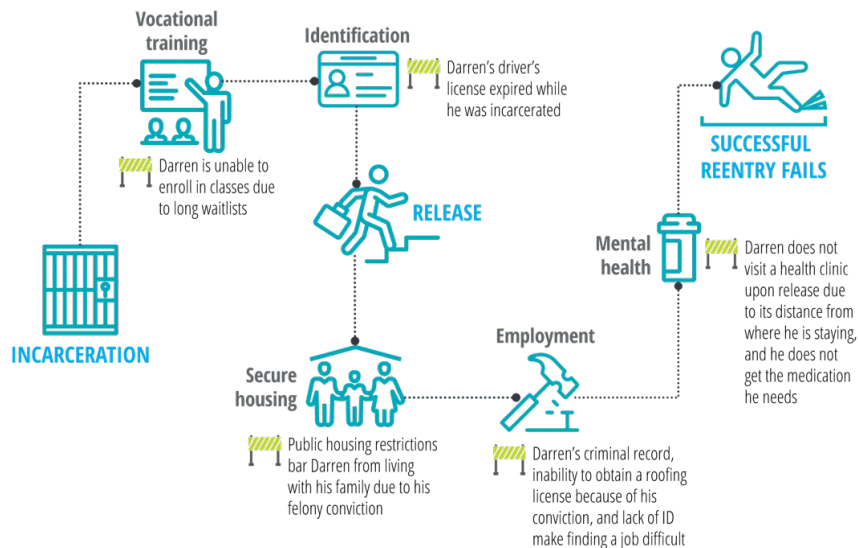 Vocational
training
Darren is unable to
enroll in classes due
to long waitlists
Identification
Darren's driver's
license expired while
he was incarcerated
INCARCERATION
RELEASE
Secure
housing
Public housing restrictions
bar Darren from living
with his family due to his
felony conviction
Employment
Darren's criminal record,
inability to obtain a roofing
license because of his
conviction, and lack of ID
make finding a job difficult
Mental
health
Darren does not
visit a health clinic
upon release due
to its distance from
where he is staying,
and he does not
get the medication
he needs
SUCCESSFUL
REENTRY FAILS